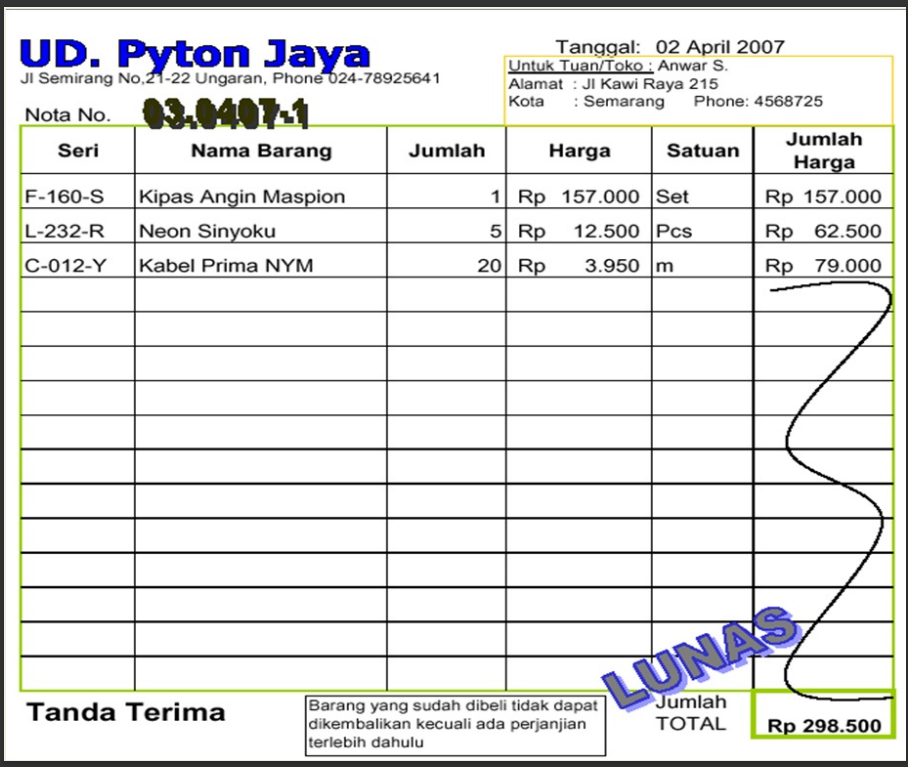 UD. Pyton Jaya
Jl Semirang No,21-22 Ungaran, Phone 024-78925641
Nota No. 03.0407-1
Tanggal: 02 April 2007
Untuk Tuan/Toko : Anwar S.
Alamat : Jl Kawi Raya 215
Kota : Semarang Phone: 4568725
Seri Nama Barang Jumlah Harga Satuan Jumlah Harga
F-160-S Kipas Angin Maspion 1 Rp 157.000 Set Rp 157.000
L-232-R Neon Sinyoku 5 Rp 12.500 Pcs Rp 62.500
C-012-Y Kabel Prima NYM 20 Rp 3.950 m Rp 79.000
LUNAS
Tanda Terima
Barang yang sudah dibeli tidak dapat
dikembalikan kecuali ada perjanjian
terlebih dahulu
Jumlah
TOTAL Rp 298.500